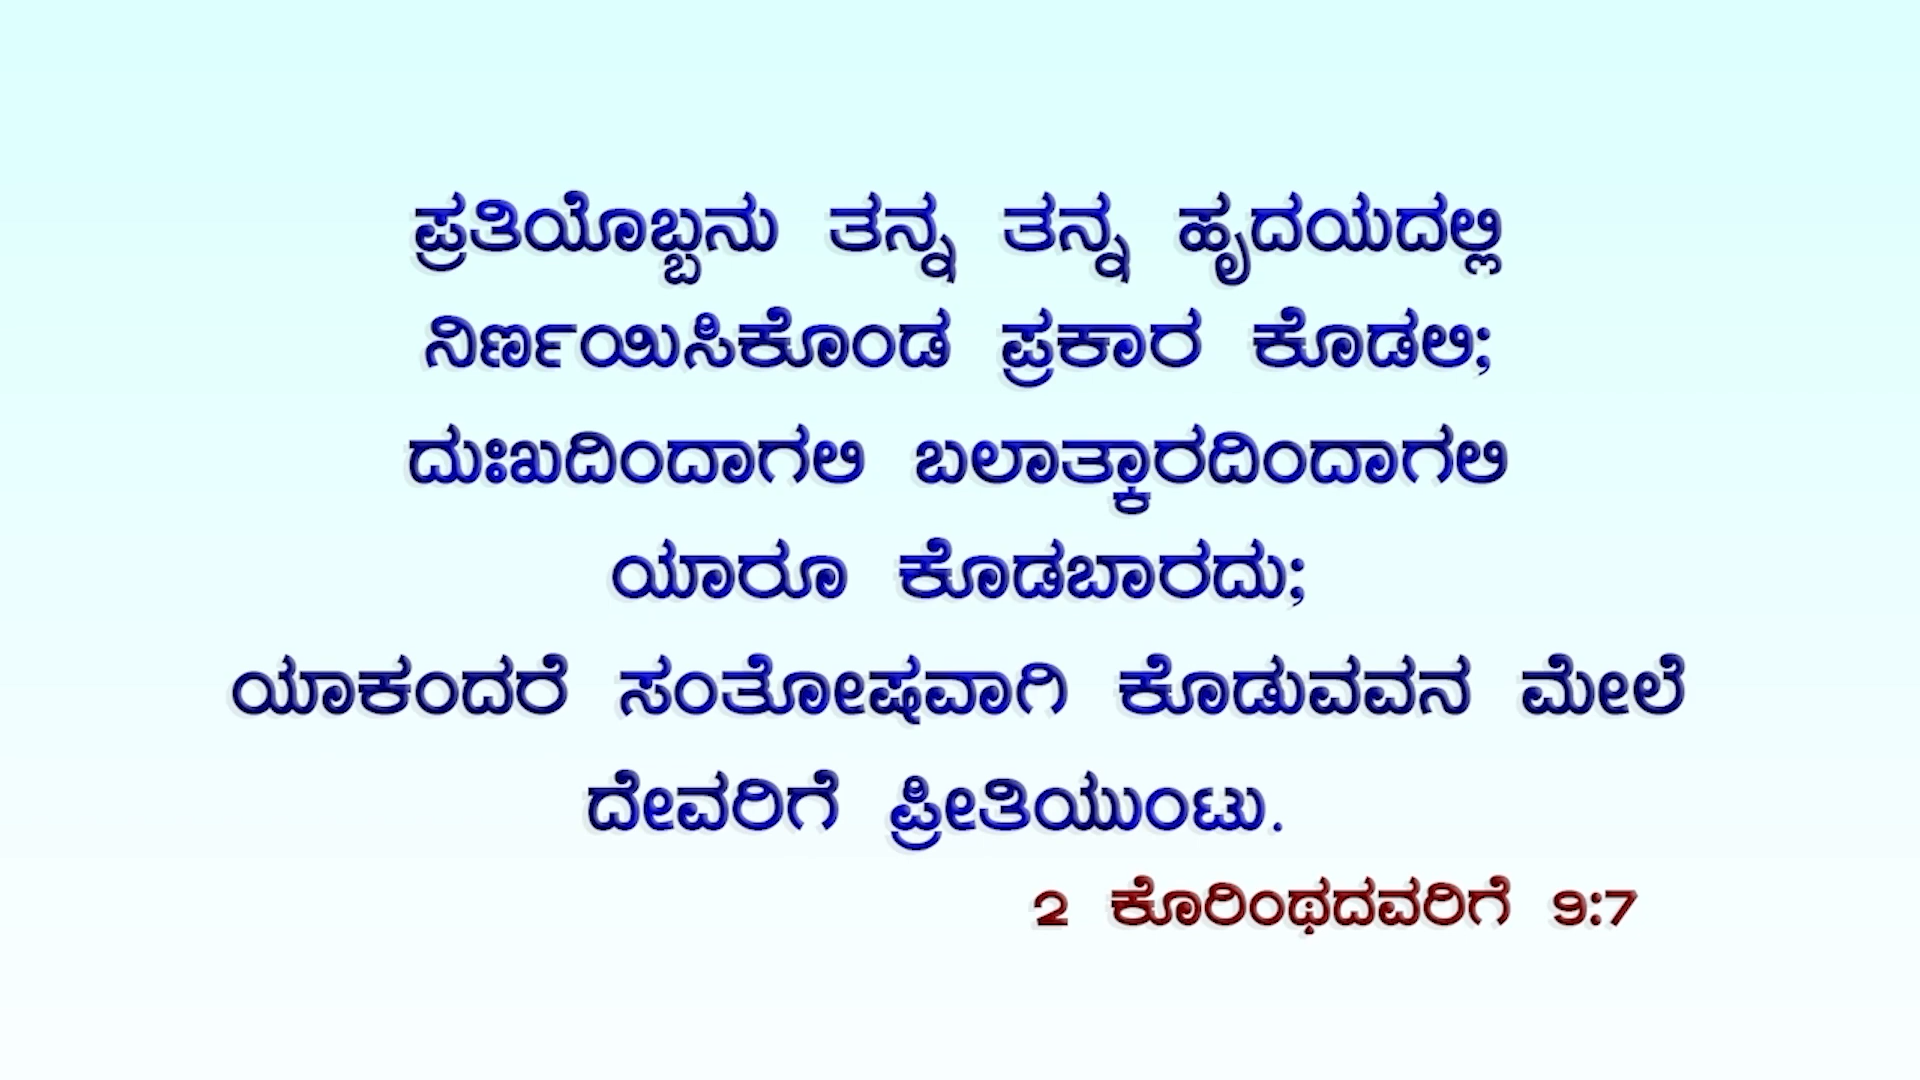 ಪ್ರತಿಯೊಬ್ಬನು ತನ್ನ ತನ್ನ ಹೃದಯದಲ್ಲಿ
ನಿರ್ಣಯಿಸಿಕೊಂಡ ಪ್ರಕಾರ ಕೊಡಲಿ;
ದುಃಖದಿಂದಾಗಲಿ ಬಲಾತ್ಕಾರದಿಂದಾಗಲಿ
ಯಾರೂ ಕೊಡಬಾರದು;
ಯಾಕಂದರೆ ಸಂತೋಷವಾಗಿ ಕೊಡುವವನ ಮೇಲೆ
ದೇವರಿಗೆ ಪ್ರೀತಿಯುಂಟು.
2 ಕೊರಿಂಥದವರಿಗೆ 9:7